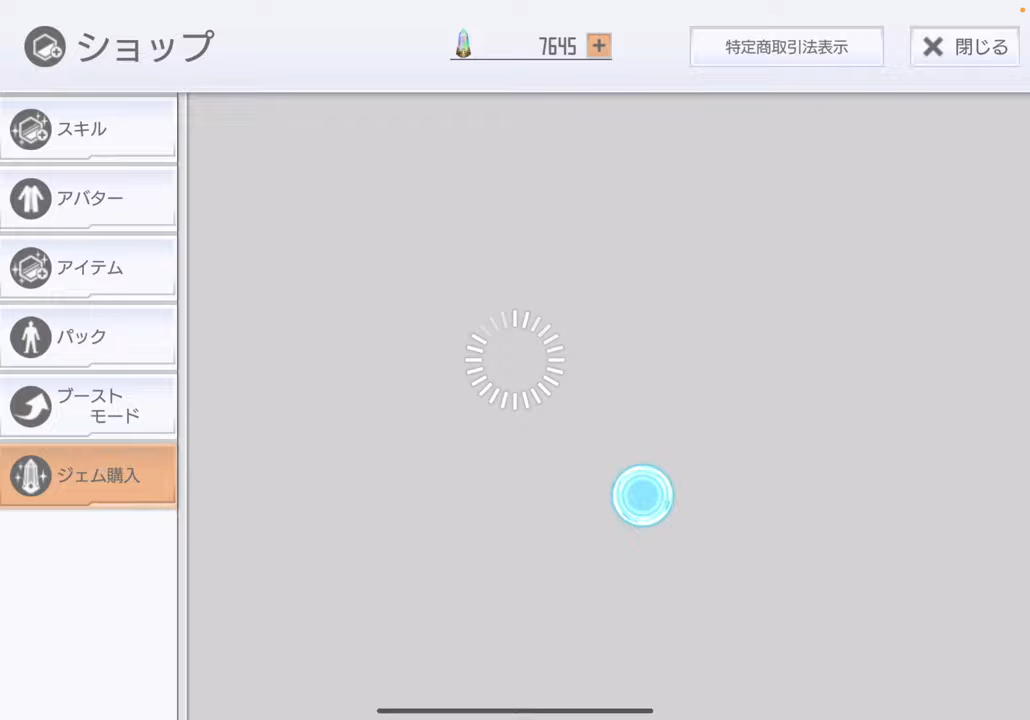 ショップ
7645
特定商取引法表示
閉じる
スキル
アバター
アイテム
パック
ブースト
モード
ジェム購入